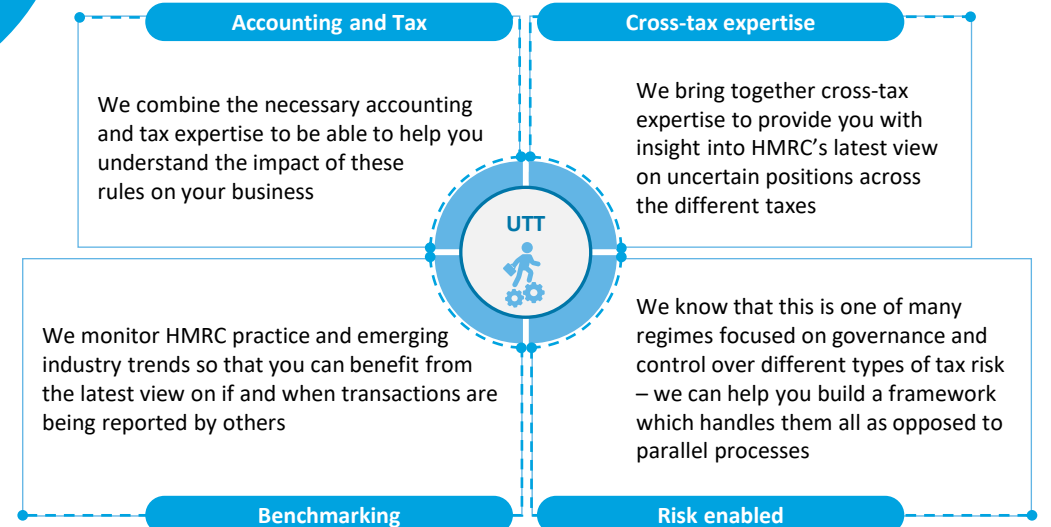 Accounting and Tax
We combine the necessary accounting
and tax expertise to be able to help you
understand the impact of these
rules on your business
Cross-tax expertise
We bring together cross-tax
expertise to provide you with
insight into HMRC’s latest view
on uncertain positions across
the different taxes
UTT
We monitor HMRC practice and emerging
industry trends so that you can benefit from
the latest view on if and when transactions are
being reported by others
Benchmarking
We know that this is one of many
regimes focused on governance and
control over different types of tax risk
– we can help you build a framework
which handles them all as opposed to
parallel processes
Risk enabled